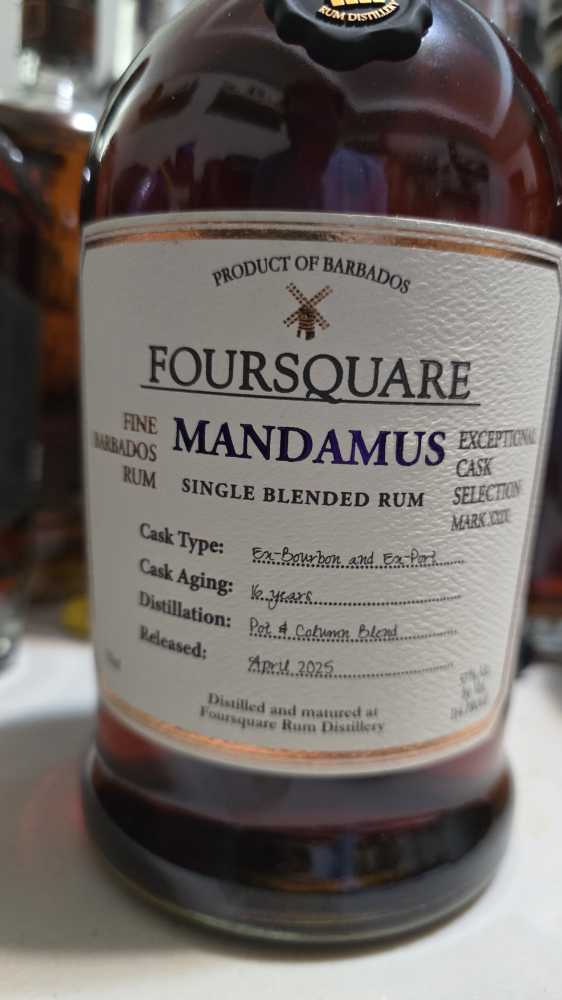 RUM DISTILLERY
PRODUCT OF BARBADOS
FOURSQUARE
FINE
BARBADOS
RUM
MANDAMUS
SINGLE BLENDED RUM
EXCEPTIONAL
CASK
SELECTION
MARK
Cask Type: Ex-Bourbon and Ex-Port
Cask Aging: 16 years
Distillation: Pot & Column Blend
Released: April 2025
Distilled and matured at
Foursquare Rum Distillery